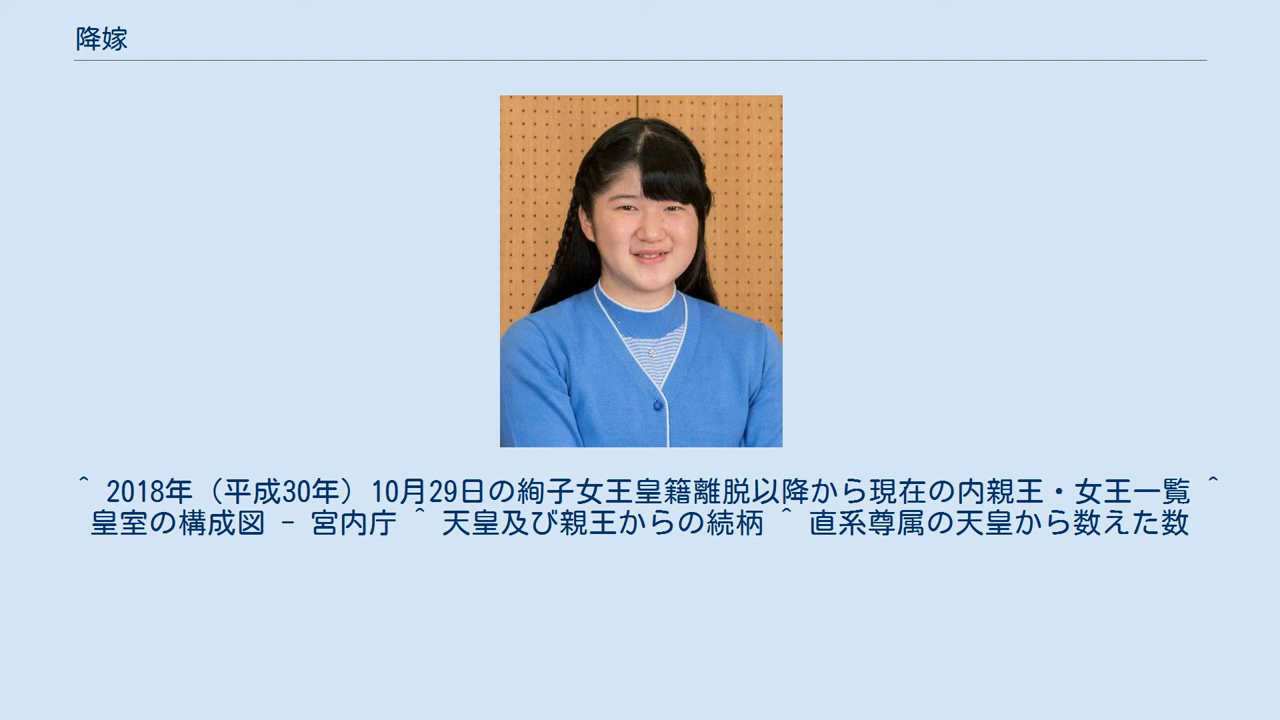 降嫁
^ 2018年（平成30年）10月29日の絢子女王皇籍離脱以降から現在の内親王・女王一覧 ^
皇室の構成図 - 宮内庁 ^ 天皇及び親王からの続柄 ^ 直系尊属の天皇から数えた数